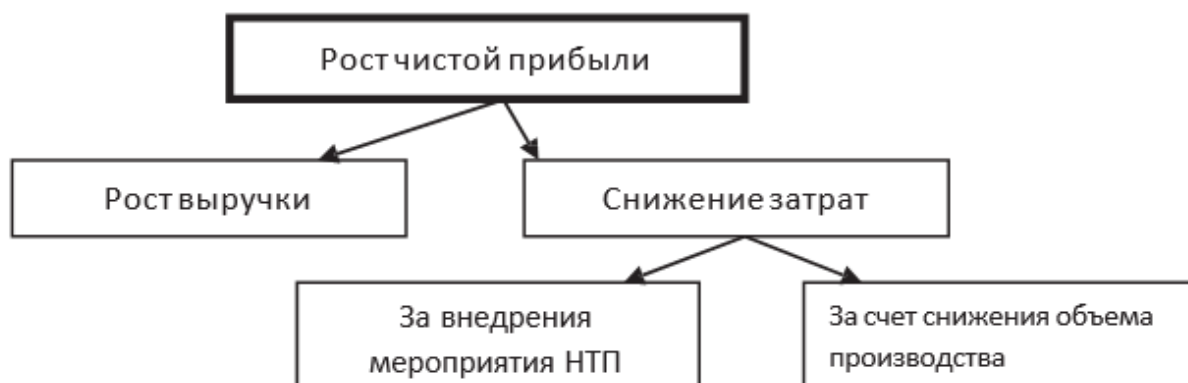 Рост чистой прибыли
Рост выручки
Снижение затрат
За внедрения
мероприятия НТП
За счет снижения объема
производства